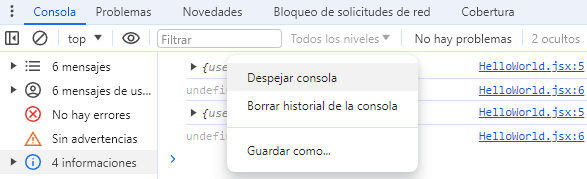 Consola Problemas Novedades Bloqueo de solicitudes de red Cobertura
top Filtrar Todos los niveles No hay problemas 2 ocultos
6 mensajes
6 mensajes de us...
No hay errores
Sin advertencias
4 informaciones
{use HelloWorld.jsx:5
undefi HelloWorld.jsx:6
{use HelloWorld.jsx:5
undefi HelloWorld.jsx:6
Despejar consola
Borrar historial de la consola
Guardar como...